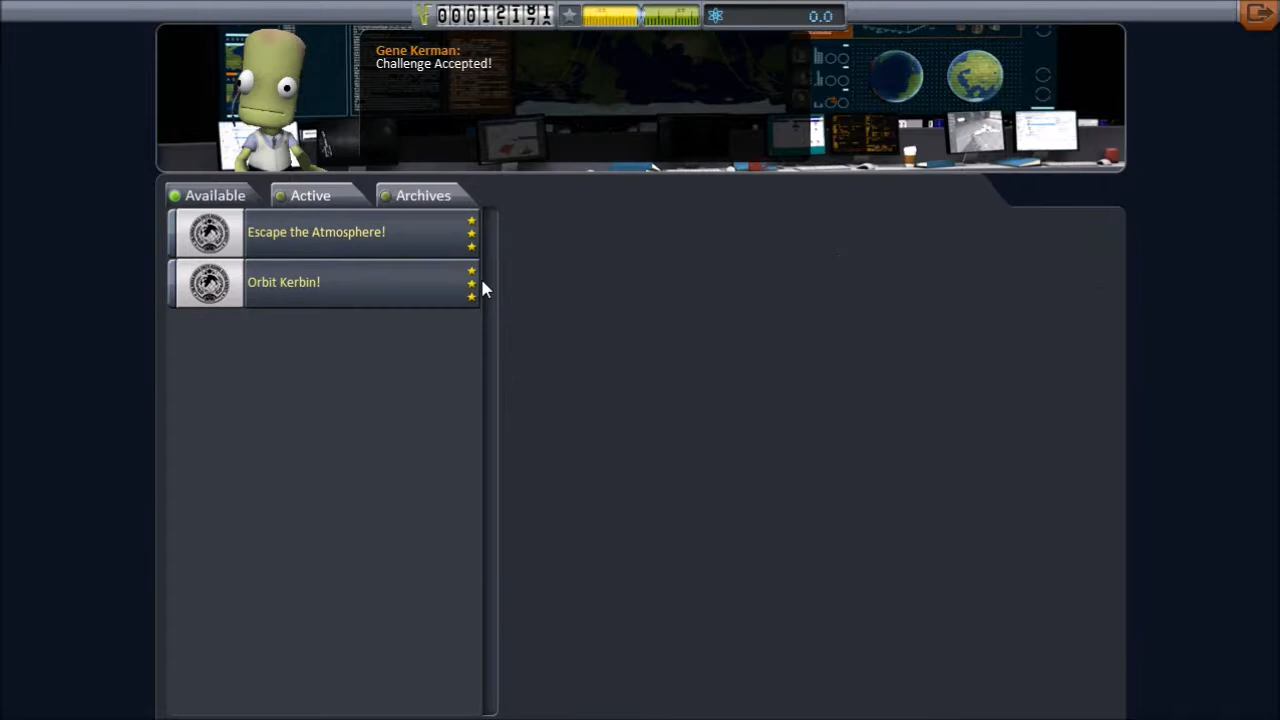 0.0
Gene Kerman:
Challenge Accepted!
Available
Active
Archives
Escape the Atmosphere!
Orbit Kerbin!